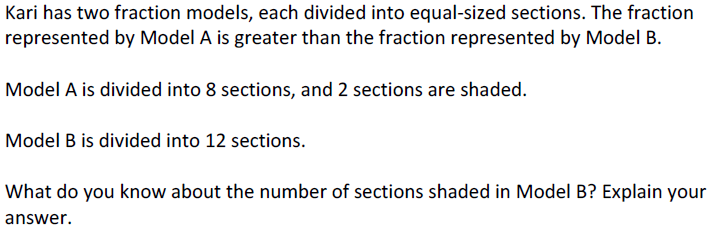 Kari has two fraction models, each divided into equal-sized sections. The fraction
represented by Model A is greater than the fraction represented by Model B.
Model A is divided into 8 sections, and 2 sections are shaded.
Model B is divided into 12 sections.
What do you know about the number of sections shaded in Model B? Explain your
answer.